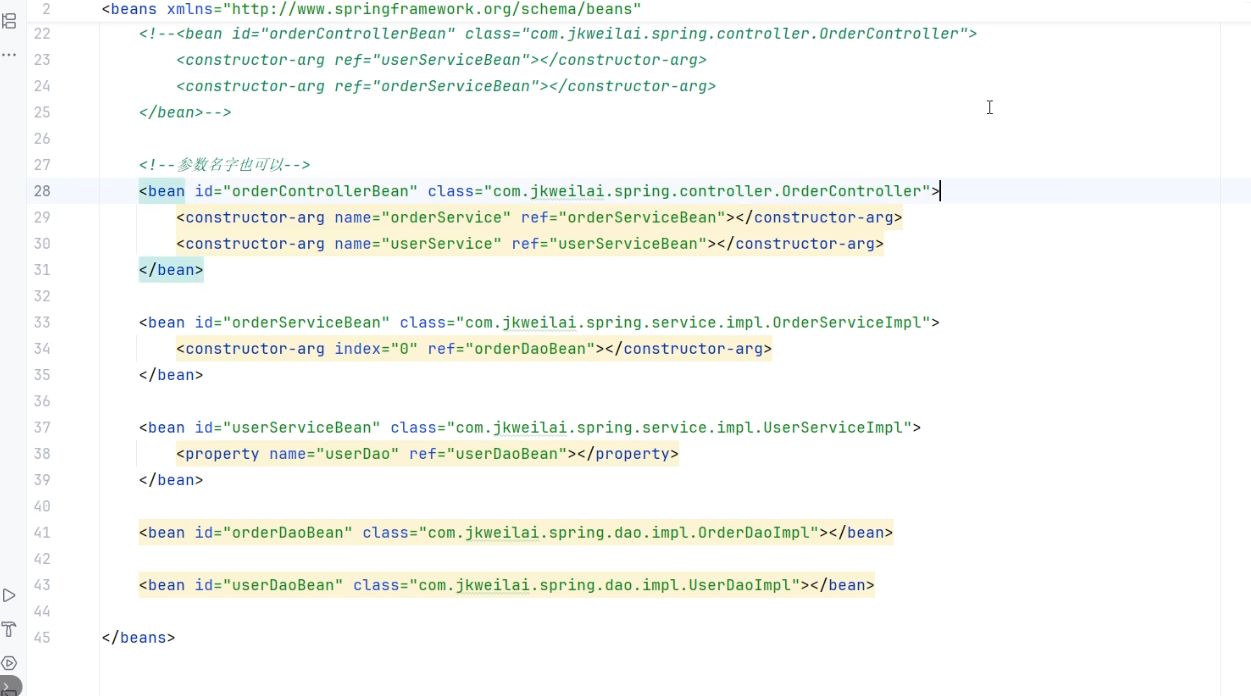 2 <beans xmlns="http://www.springframework.org/schema/beans"
22 <!--<bean id="orderControllerBean" class="com.jkweilai.spring.controller.OrderController">
23 <constructor-arg ref="userServiceBean"></constructor-arg>
24 <constructor-arg ref="orderServiceBean"></constructor-arg>
25 </bean>-->
26
27 <!--参数名字也可以-->
28 <bean id="orderControllerBean" class="com.jkweilai.spring.controller.OrderController">
29 <constructor-arg name="orderService" ref="orderServiceBean"></constructor-arg>
30 <constructor-arg name="userService" ref="userServiceBean"></constructor-arg>
31 </bean>
32
33 <bean id="orderServiceBean" class="com.jkweilai.spring.service.impl.OrderServiceImpl">
34 <constructor-arg index="0" ref="orderDaoBean"></constructor-arg>
35 </bean>
36
37 <bean id="userServiceBean" class="com.jkweilai.spring.service.impl.UserServiceImpl">
38 <property name="userDao" ref="userDaoBean"></property>
39 </bean>
40
41 <bean id="orderDaoBean" class="com.jkweilai.spring.dao.impl.OrderDaoImpl"></bean>
42
43 <bean id="userDaoBean" class="com.jkweilai.spring.dao.impl.UserDaoImpl"></bean>
44
45 </beans>